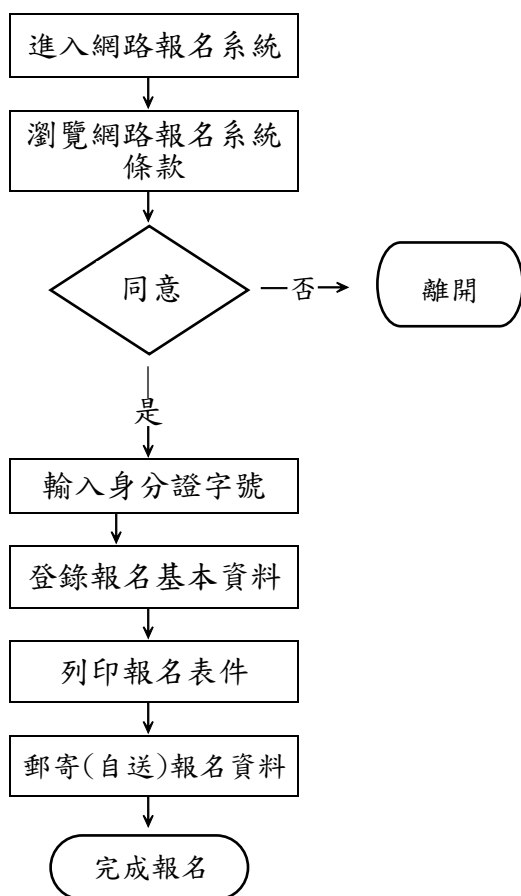 進入網路報名系統
瀏覽網路報名系統
條款
同意
否
離開
是
輸入身分證字號
登錄報名基本資料
列印報名表件
郵寄(自送)報名資料
完成報名